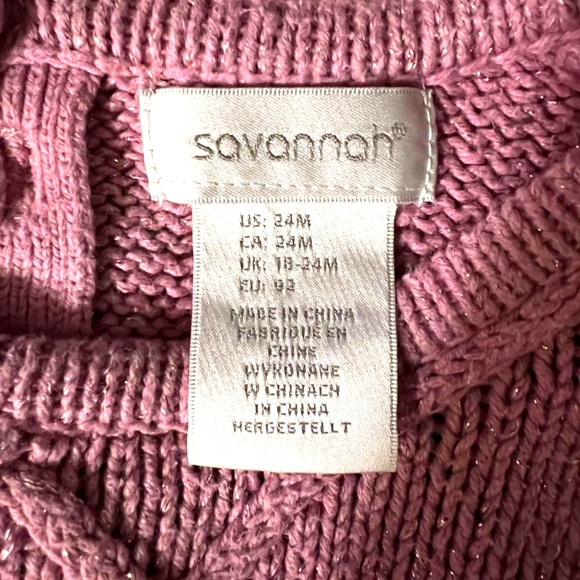 savannah®
US: 24M
CA: 24M
UK: 18-24M
EU: 92
MADE IN CHINA
FABRIQUÉ EN
CHINE
WYKONANE
W CHINACH
IN CHINA
HERGESTELLT